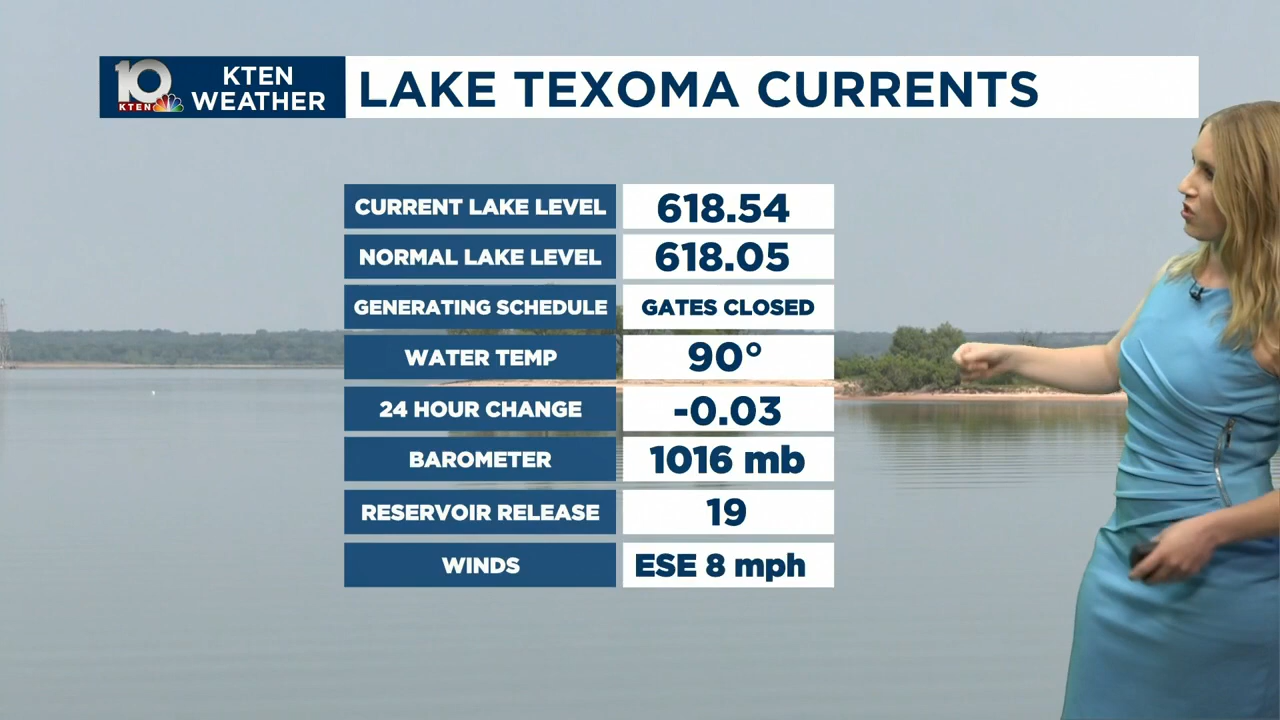 10
KTEN
KTEN
WEATHER
LAKE TEXOMA CURRENTS
CURRENT LAKE LEVEL 618.54
NORMAL LAKE LEVEL 618.05
GENERATING SCHEDULE GATES CLOSED
WATER TEMP 90°
24 HOUR CHANGE -0.03
BAROMETER 1016 mb
RESERVOIR RELEASE 19
WINDS ESE 8 mph